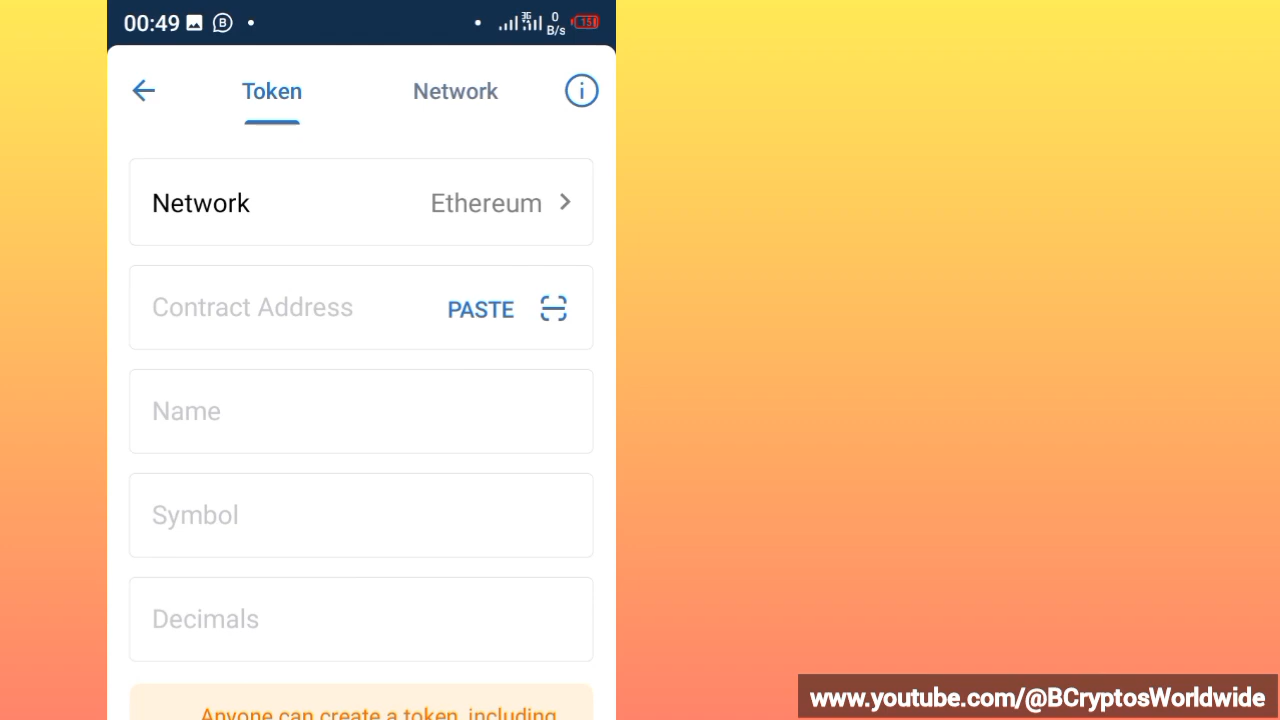 00:49
3G 0 B/s 15
Token Network
Network Ethereum
Contract Address PASTE
Name
Symbol
Decimals
Anyone can create a token, including
www.youtube.com/@BCryptosWorldwide